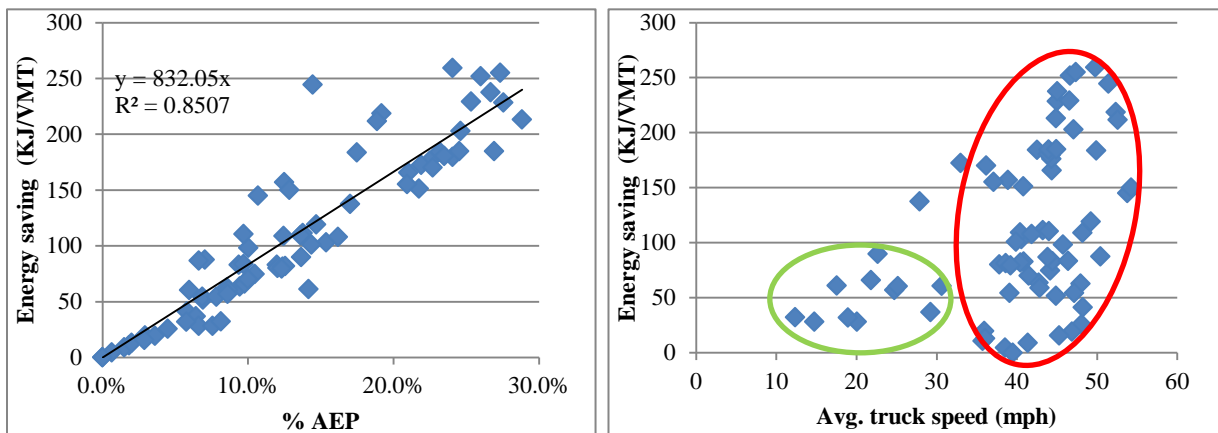 300
250
200
150
100
50
0
Energy saving (KJ/VMT)
y = 832.05x
R² = 0.8507
0.0% 10.0% 20.0% 30.0%
% AEP
300
250
200
150
100
50
0
Energy saving (KJ/VMT)
0 10 20 30 40 50 60
Avg. truck speed (mph)